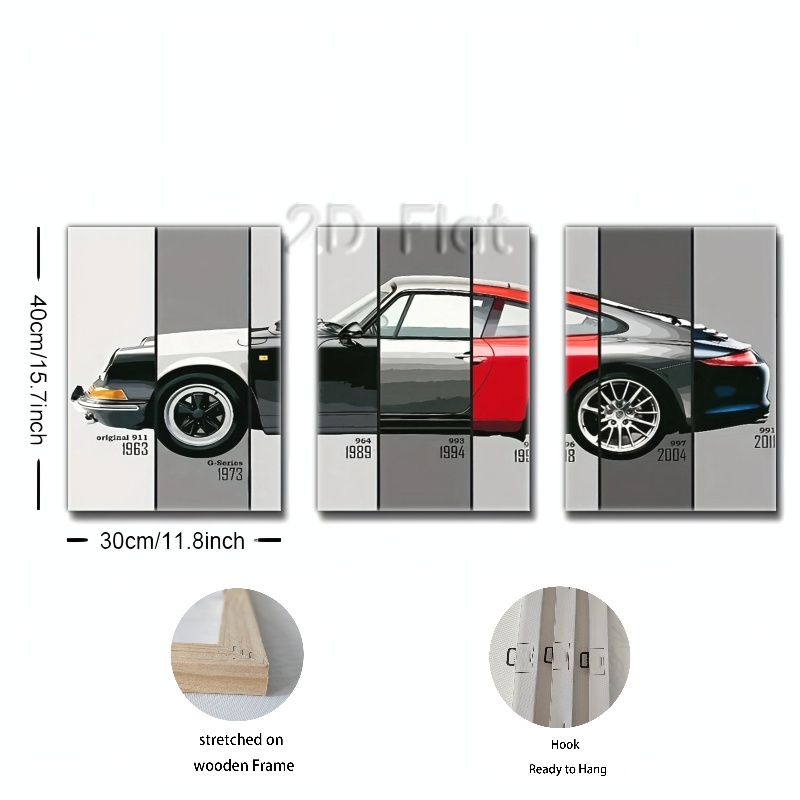 2D Flat
40cm/15.7inch
original 911
1963
G-Series
1973
964
1989
993
1994
997
2004
991
30cm/11.8inch
stretched on
wooden Frame
Hook
Ready to Hang